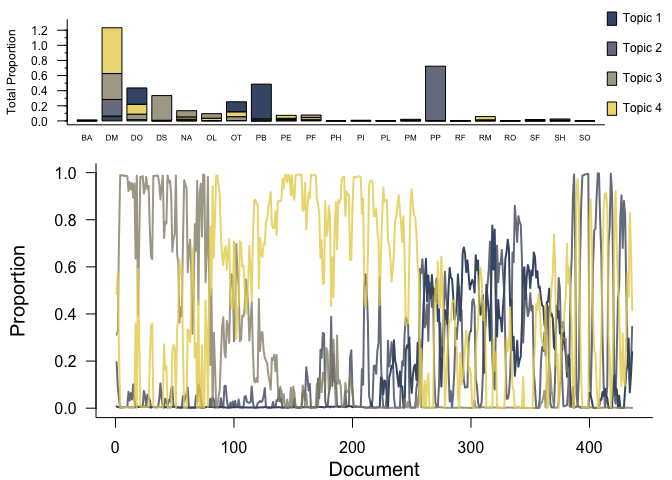 Total Proportion
1.2
1.0
0.8
0.6
0.4
0.2
0.0
BA DM DO DS NA OL OT PB PE PF PH PI PL PM PP RF RM RO SF SH SO
Topic 1
Topic 2
Topic 3
Topic 4
Proportion
1.0
0.8
0.6
0.4
0.2
0.0
0 100 200 300 400
Document